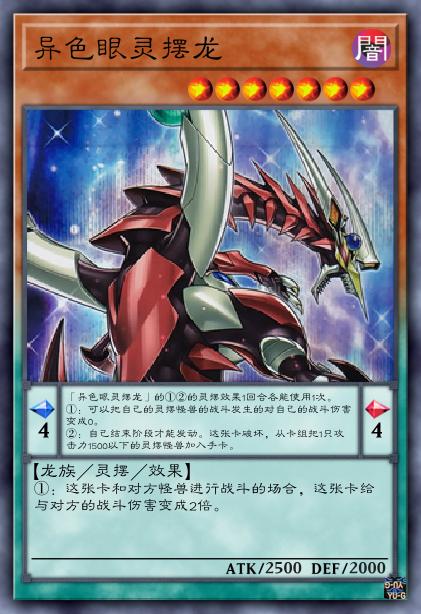 异色眼灵摆龙
闇
「异色眼灵摆龙」的①②的灵摆效果1回合各能使用1次。
①：可以把自己的灵摆怪兽的战斗发生的对自己的战斗伤害
变成0。
②：自己结束阶段才能发动。这张卡破坏，从卡组把1只攻
击力1500以下的灵摆怪兽加入手卡。
4
4
【龙族／灵摆／效果】
①：这张卡和对方怪兽进行战斗的场合，这张卡给
与对方的战斗伤害变成2倍。
ATK/2500 DEF/2000